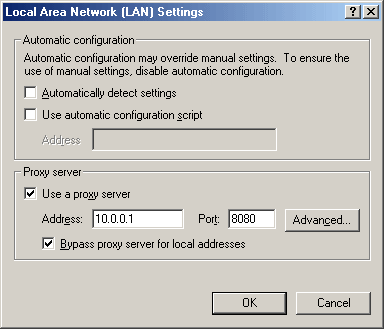 Local Area Network (LAN) Settings
Automatic configuration
Automatic configuration may override manual settings.  To ensure the
use of manual settings, disable automatic configuration.
Automatically detect settings
Use automatic configuration script
Address
Proxy server
Use a proxy server
Address: 10.0.0.1 Port: 8080 Advanced...
Bypass proxy server for local addresses
OK Cancel